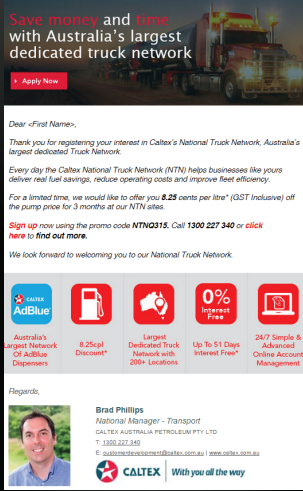 Save money and time
with Australia's largest
dedicated truck network
Apply Now
Dear <First Name>,
Thank you for registering your interest in Caltex's National Truck Network, Australia's
largest dedicated Truck Network.
Every day the Caltex National Truck Network (NTN) helps businesses like yours
deliver real fuel savings, reduce operating costs and improve fleet efficiency.
For a limited time, we would like to offer you 8.25 cents per litre* (GST Inclusive) off
the pump price for 3 months at our NTN sites.
Sign up now using the promo code NTNQ315. Call 1300 227 340 or click
here to find out more.
We look forward to welcoming you to our National Truck Network.
CALTEX
AdBlue
0%
Interest
Free
Australia's
Largest Network
Of AdBlue
Dispensers
8.25cpl
Discount*
Largest
Dedicated Truck
Network with
200+ Locations
Up To 51 Days
Interest Free*
24/7 Simple &
Advanced
Online Account
Management
Regards,
Brad Phillips
National Manager - Transport
CALTEX AUSTRALIA PETROLEUM PTY LTD
T: 1300 227 340
E: customerdevelopment@caltex.com.au | www.caltex.com.au
CALTEX With you all the way